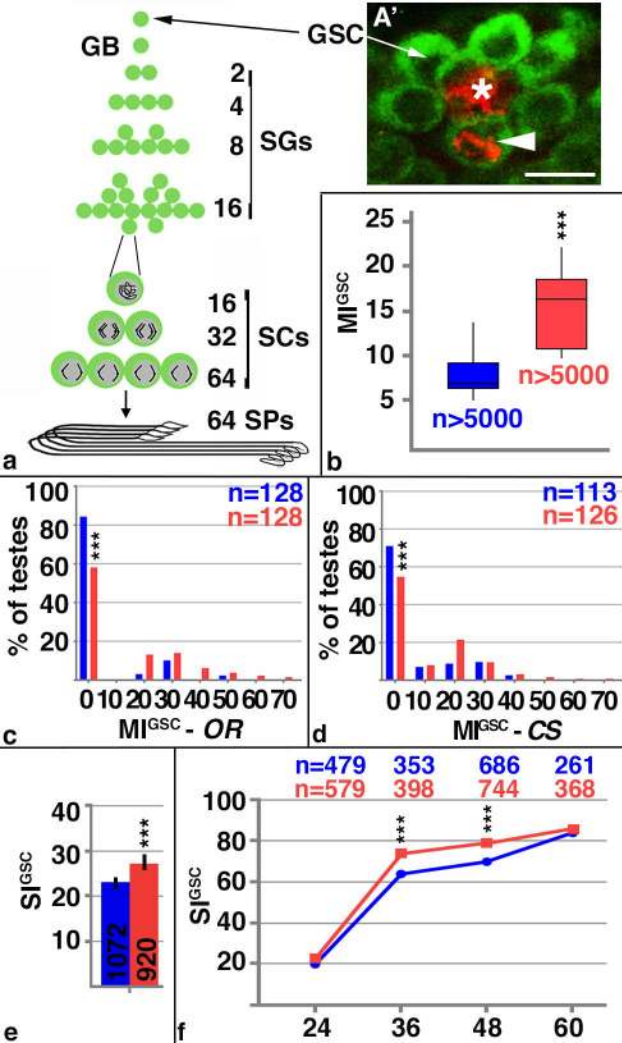 GSC
GB
2
4
8
16
SGs
16
32
64
SCs
64 SPs
a
A'
*
25
20
15
10
5
MI^GSC
***
n>5000
n>5000
b
100
80
60
40
20
% of testes
n=128
n=128
***
0 10 20 30 40 50 60 70
MI^GSC - OR
c
100
80
60
40
20
% of testes
n=113
n=126
***
0 10 20 30 40 50 60 70
MI^GSC - CS
d
40
30
20
10
SI^GSC
***
1072
920
e
n=479 353 686 261
n=579 398 744 368
100
80
60
40
20
SI^GSC
***
***
24 36 48 60
f